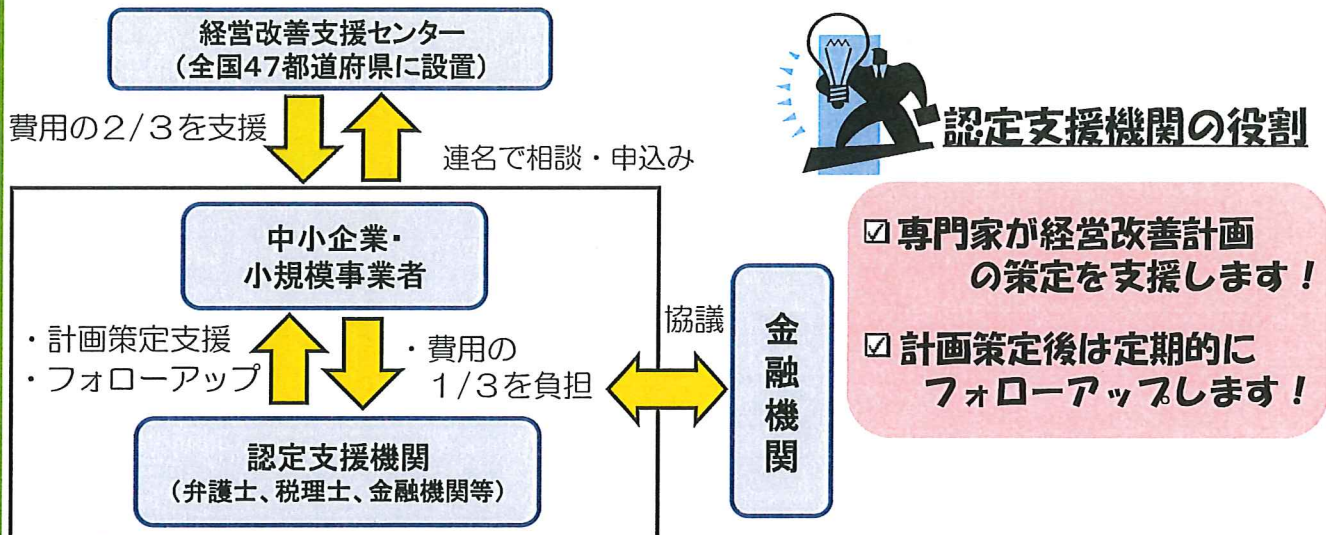 経営改善支援センター
(全国47都道府県に設置)
費用の2/3を支援
連名で相談・申込み
中小企業・
小規模事業者
・計画策定支援
・フォローアップ
・費用の
1/3を負担
認定支援機関
(弁護士、税理士、金融機関等)
協議
金融機関
認定支援機関の役割
☑専門家が経営改善計画
の策定を支援します!
☑計画策定後は定期的に
フォローアップします!